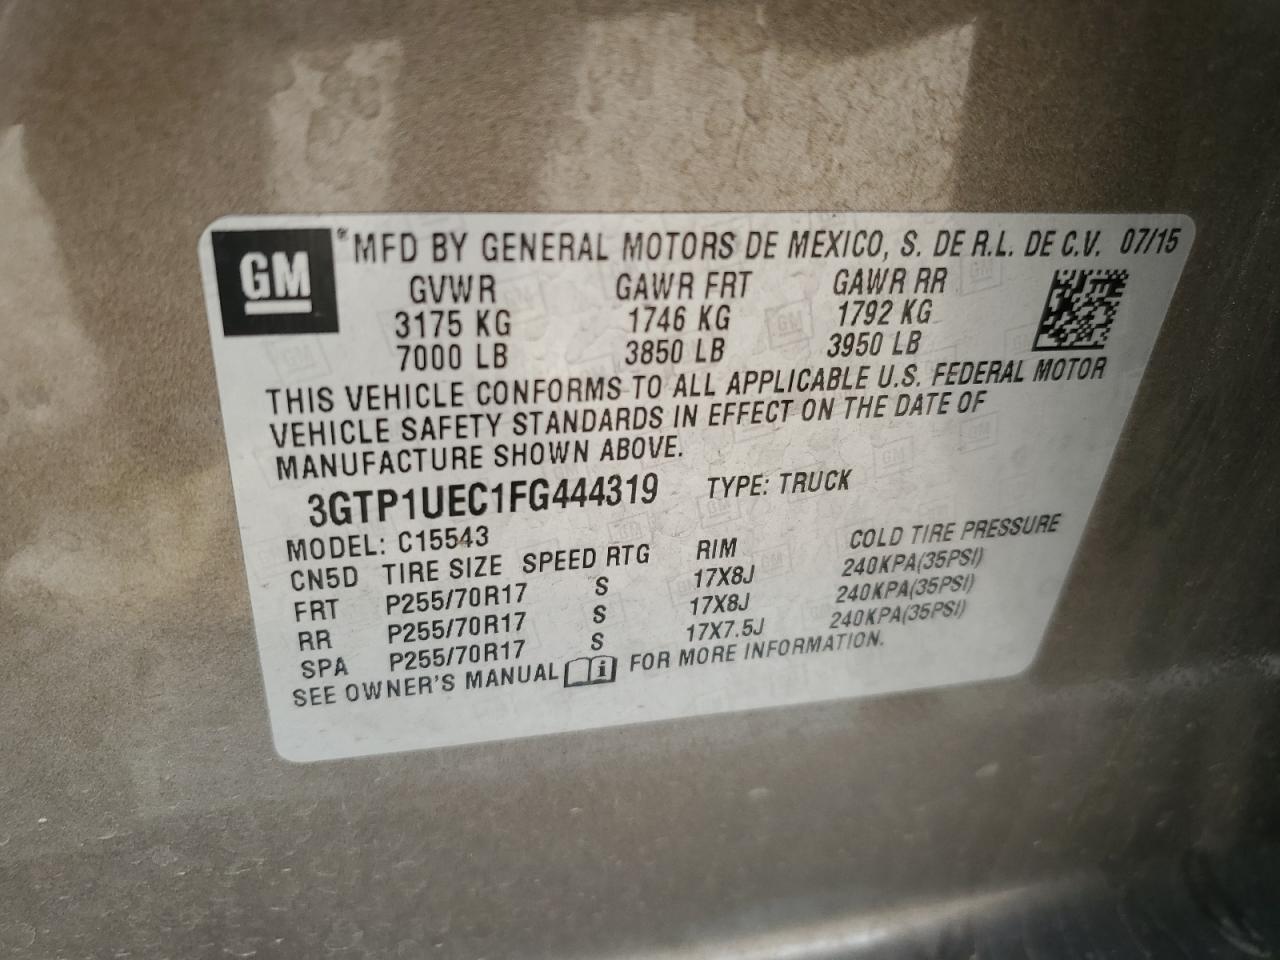 GM ® MFD BY GENERAL MOTORS DE MEXICO, S. DE R.L. DE C.V. 07/15
GVWR GAWR FRT GAWR RR
3175 KG 1746 KG 1792 KG
7000 LB 3850 LB 3950 LB
THIS VEHICLE CONFORMS TO ALL APPLICABLE U.S. FEDERAL MOTOR
VEHICLE SAFETY STANDARDS IN EFFECT ON THE DATE OF
MANUFACTURE SHOWN ABOVE.
3GTP1UEC1FG444319 TYPE: TRUCK
MODEL: C15543
CN5D TIRE SIZE SPEED RTG RIM COLD TIRE PRESSURE
FRT P255/70R17 S 17X8J 240KPA(35PSI)
RR P255/70R17 S 17X8J 240KPA(35PSI)
SPA P255/70R17 S 17X7.5J 240KPA(35PSI)
SEE OWNER'S MANUAL FOR MORE INFORMATION.